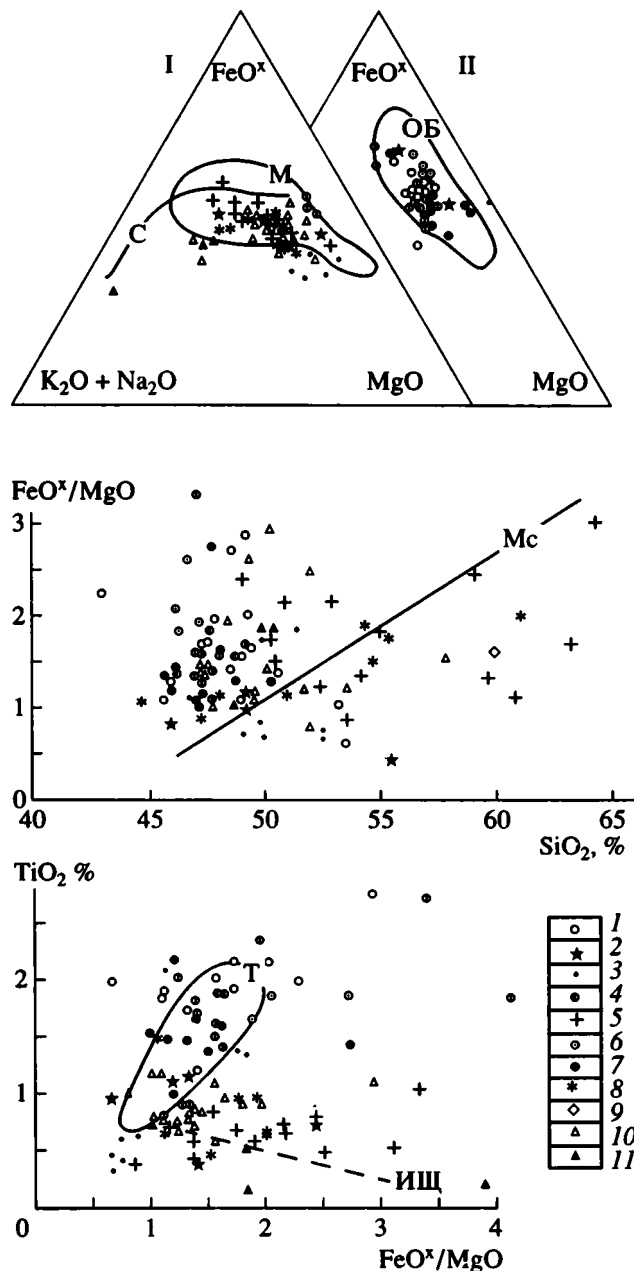 I II
FeOˣ FeOˣ
ОБ
М
С
K₂O + Na₂O MgO MgO
FeOˣ/MgO
3
Мс
2
1
0
40 45 50 55 60 65
SiO₂, %
TiO₂ %
Т
2
1
ИЩ
0 1 2 3 4
FeOˣ/MgO
1
2
3
4
5
6
7
8
9
10
11